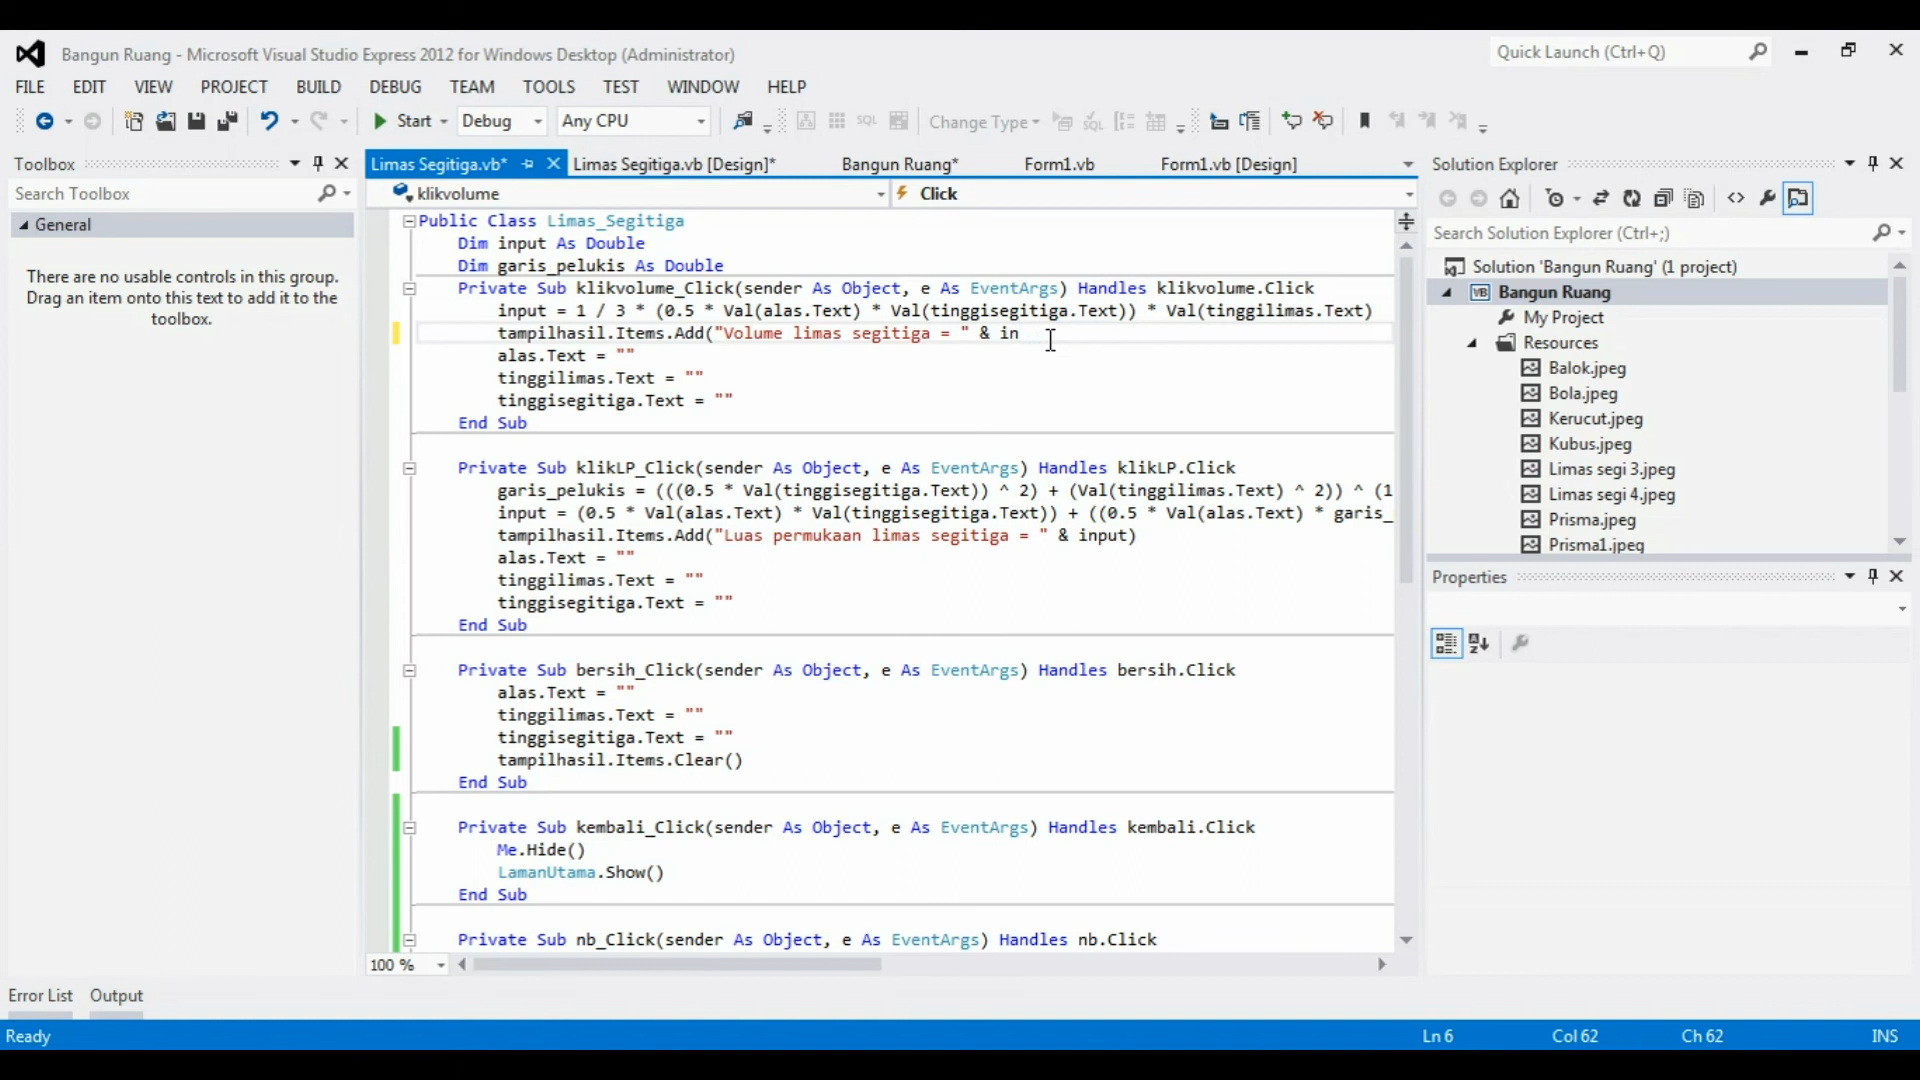 Bangun Ruang - Microsoft Visual Studio Express 2012 for Windows Desktop (Administrator)
Quick Launch (Ctrl+Q)
FILE EDIT VIEW PROJECT BUILD DEBUG TEAM TOOLS TEST WINDOW HELP
Start Debug Any CPU SQL Change Type SQL
Toolbox
Limas Segitiga.vb* Limas Segitiga.vb [Design]* Bangun Ruang* Form1.vb Form1.vb [Design]
Solution Explorer
Search Toolbox
klikvolume Click
General
There are no usable controls in this group.
Drag an item onto this text to add it to the
toolbox.
Public Class Limas_Segitiga
Dim input As Double
Dim garis_pelukis As Double
Private Sub klikvolume_Click(sender As Object, e As EventArgs) Handles klikvolume.Click
input = 1 / 3 * (0.5 * Val(alas.Text) * Val(tinggisegitiga.Text)) * Val(tinggilimas.Text)
tampilhasil.Items.Add("Volume limas segitiga = " & in
alas.Text = ""
tinggilimas.Text = ""
tinggisegitiga.Text = ""
End Sub
Private Sub klikLP_Click(sender As Object, e As EventArgs) Handles klikLP.Click
garis_pelukis = (((0.5 * Val(tinggisegitiga.Text)) ^ 2) + (Val(tinggilimas.Text) ^ 2)) ^ (1
input = (0.5 * Val(alas.Text) * Val(tinggisegitiga.Text)) + ((0.5 * Val(alas.Text) * garis_
tampilhasil.Items.Add("Luas permukaan limas segitiga = " & input)
alas.Text = ""
tinggilimas.Text = ""
tinggisegitiga.Text = ""
End Sub
Private Sub bersih_Click(sender As Object, e As EventArgs) Handles bersih.Click
alas.Text = ""
tinggilimas.Text = ""
tinggisegitiga.Text = ""
tampilhasil.Items.Clear()
End Sub
Private Sub kembali_Click(sender As Object, e As EventArgs) Handles kembali.Click
Me.Hide()
LamanUtama.Show()
End Sub
Private Sub nb_Click(sender As Object, e As EventArgs) Handles nb.Click
100 %
Search Solution Explorer (Ctrl+;)
Solution 'Bangun Ruang' (1 project)
VB Bangun Ruang
My Project
Resources
Balok.jpeg
Bola.jpeg
Kerucut.jpeg
Kubus.jpeg
Limas segi 3.jpeg
Limas segi 4.jpeg
Prisma.jpeg
Prisma1.jpeg
Properties
Error List Output
Ready Ln 6 Col 62 Ch 62 INS